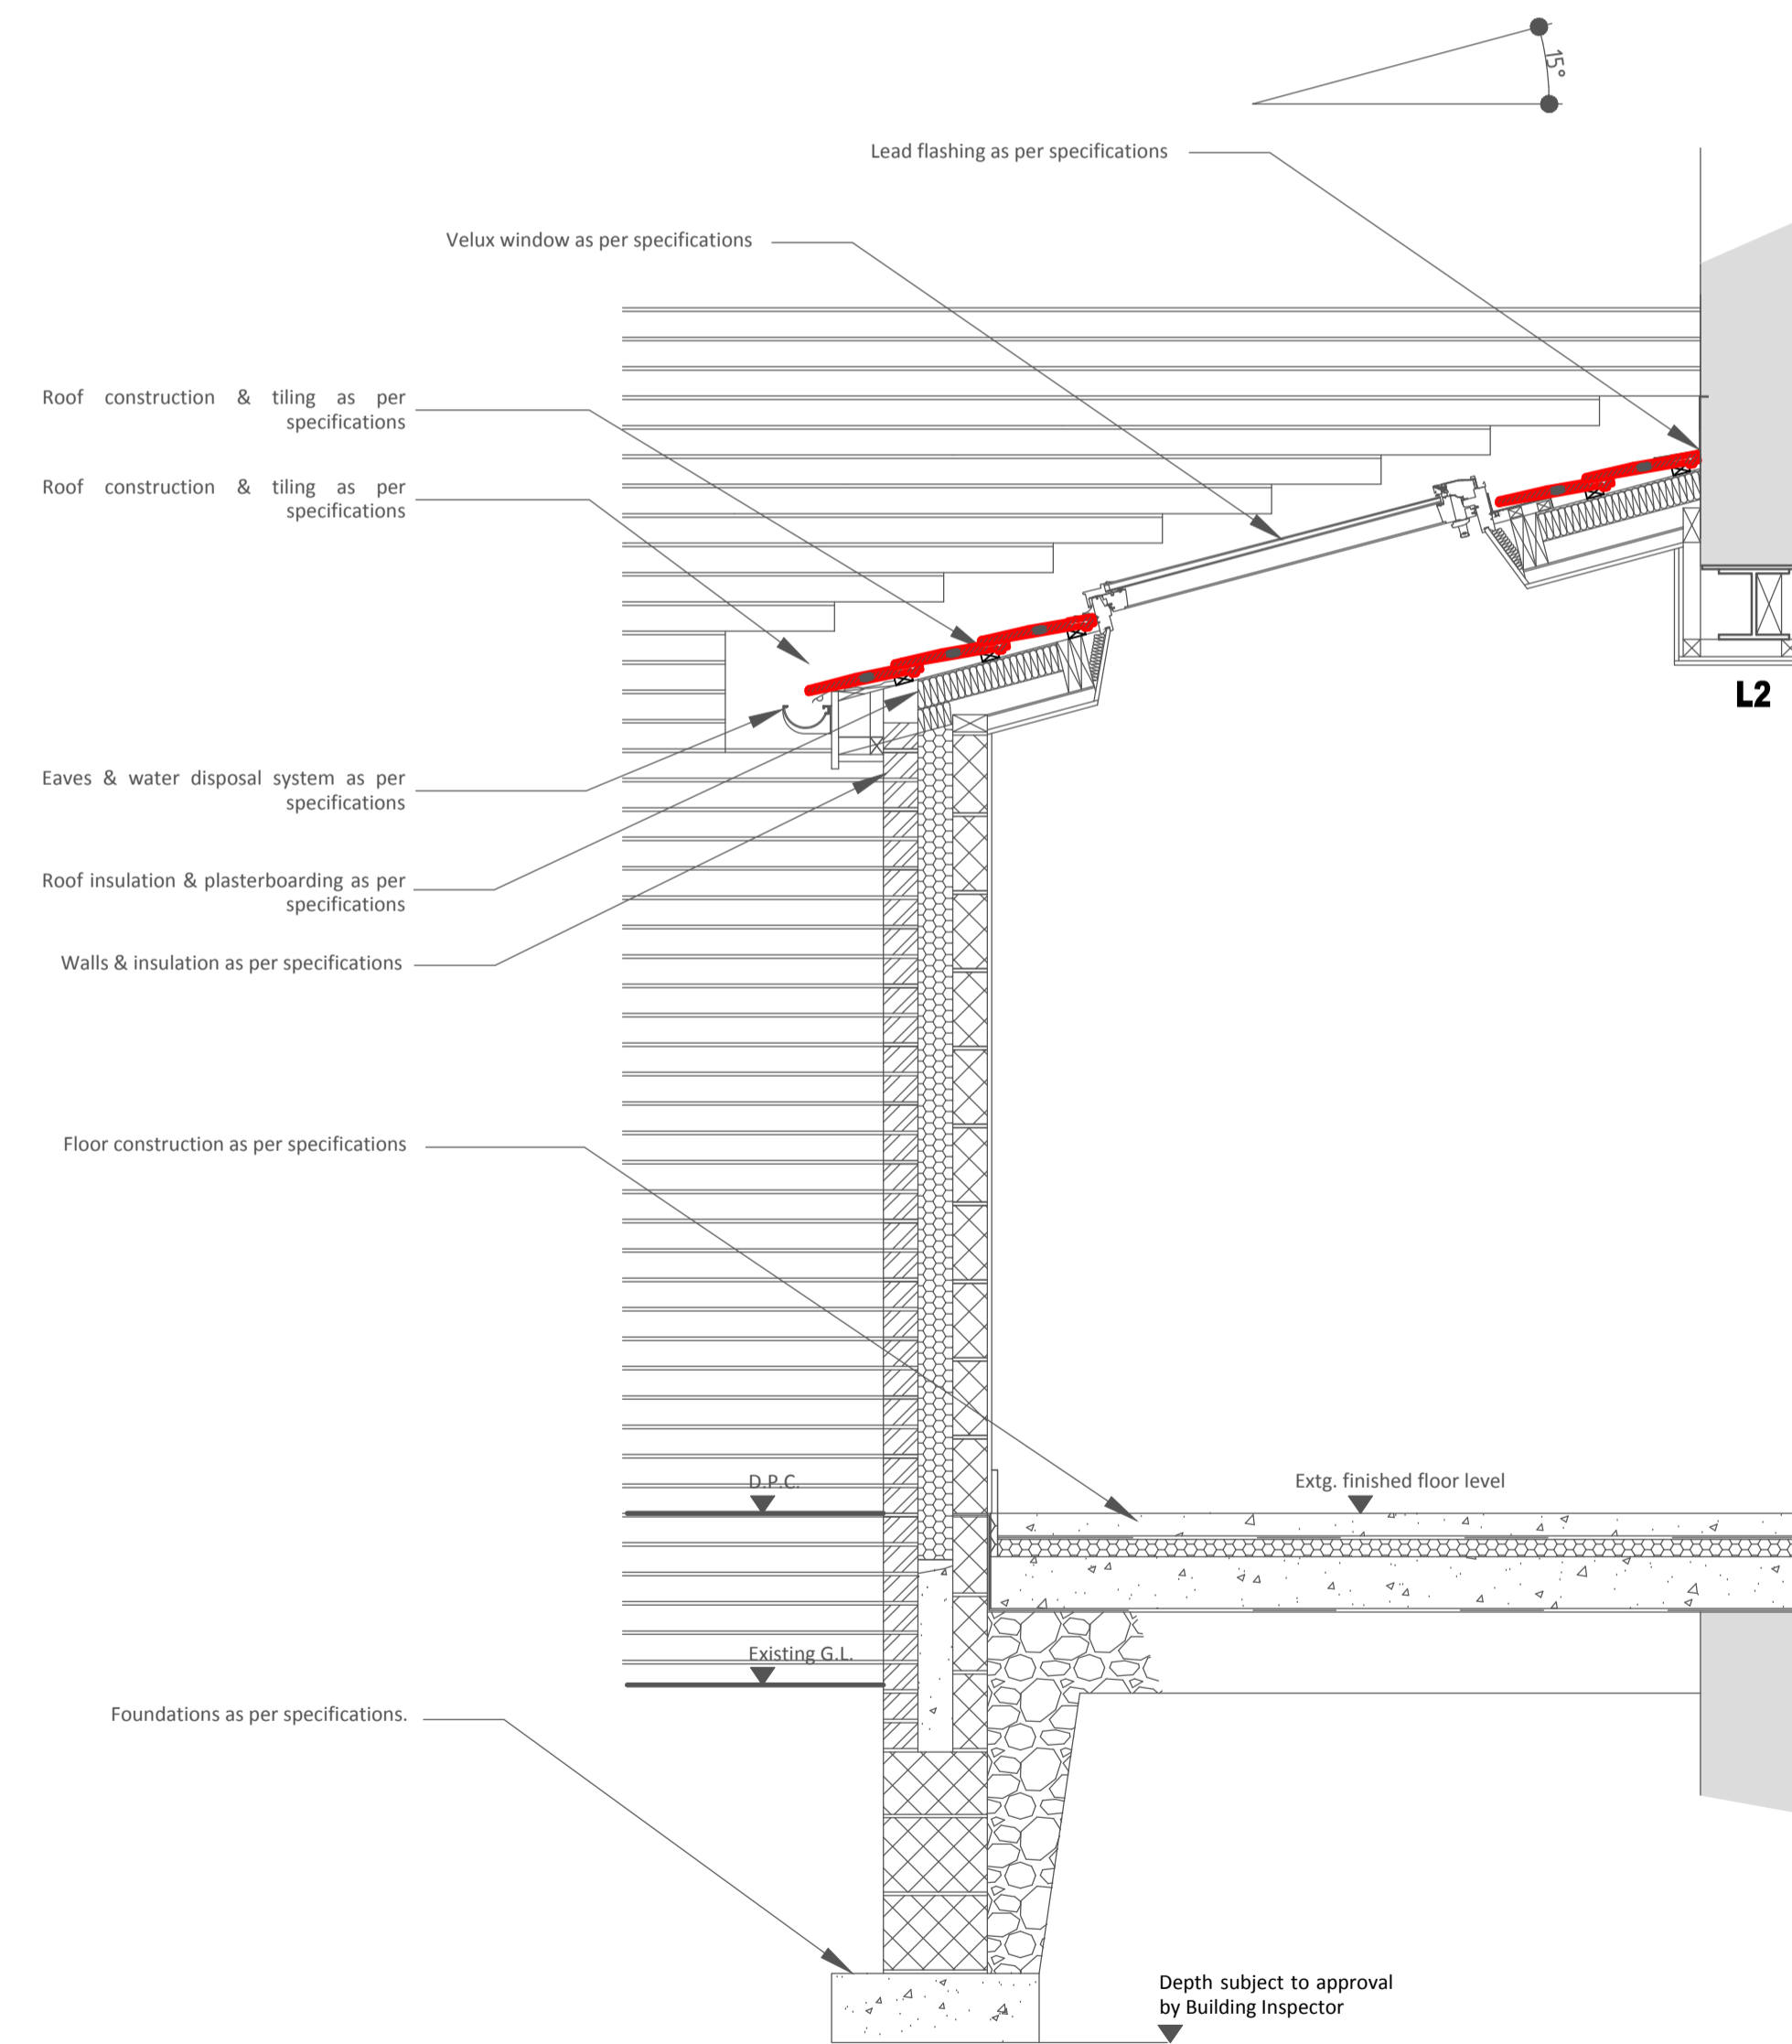 15°
Lead flashing as per specifications
Velux window as per specifications
Roof construction & tiling as per
specifications
Roof construction & tiling as per
specifications
L2
Eaves & water disposal system as per
specifications
Roof insulation & plasterboarding as per
specifications
Walls & insulation as per specifications
Floor construction as per specifications
D.P.C.
Extg. finished floor level
Existing G.L.
Foundations as per specifications.
Depth subject to approval
by Building Inspector